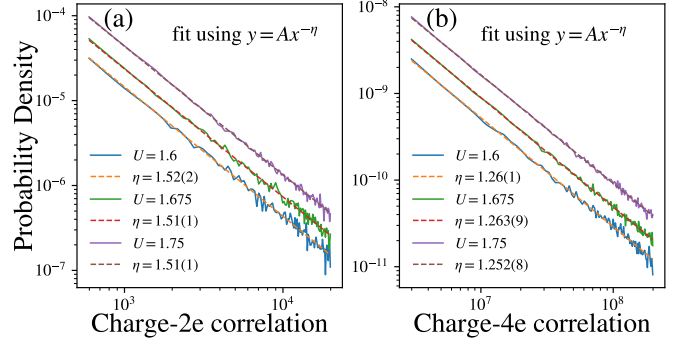 (a)
fit using y = Ax^{-η}
10^{-4}
10^{-5}
10^{-6}
10^{-7}
Probability Density
U = 1.6
η = 1.52(2)
U = 1.675
η = 1.51(1)
U = 1.75
η = 1.51(1)
10^3
10^4
Charge-2e correlation
(b)
fit using y = Ax^{-η}
10^{-8}
10^{-9}
10^{-10}
10^{-11}
U = 1.6
η = 1.26(1)
U = 1.675
η = 1.263(9)
U = 1.75
η = 1.252(8)
10^7
10^8
Charge-4e correlation